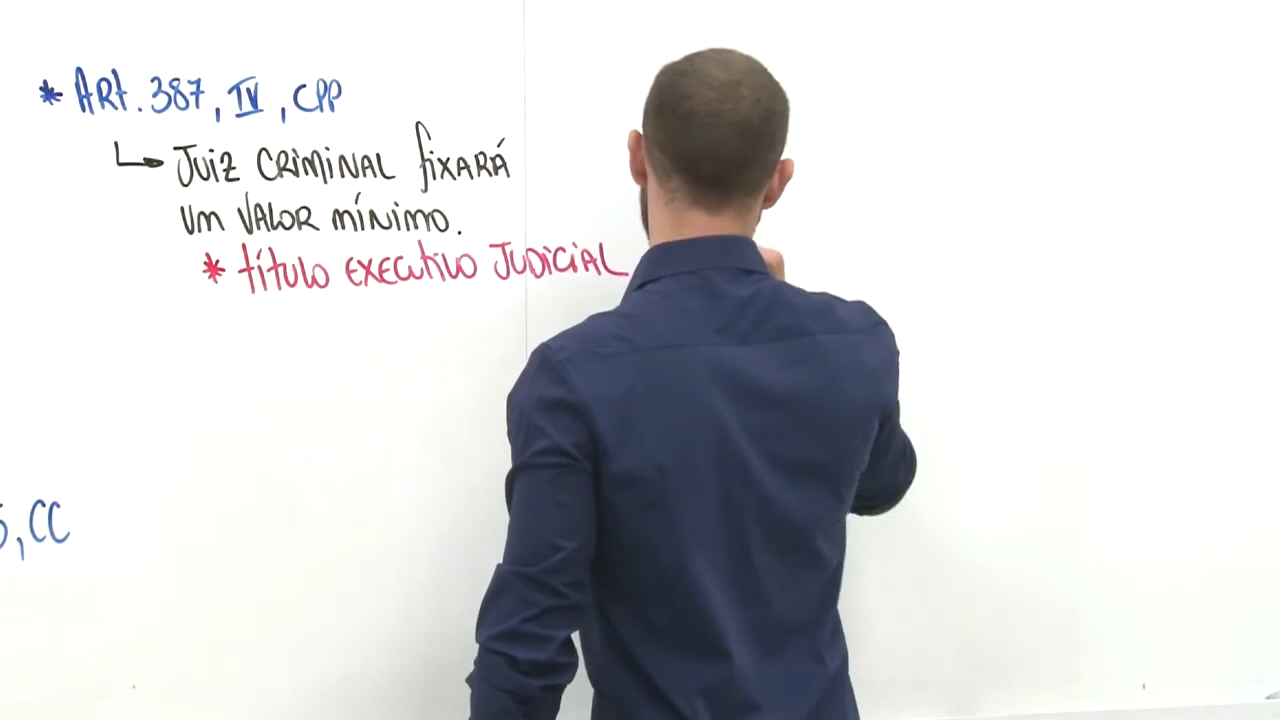 * Art. 387, IV, CPP
↳ Juiz criminal fixará
um valor mínimo.
* título executivo judicial
, CC